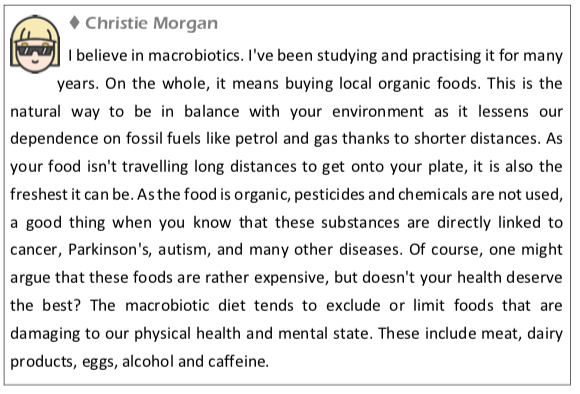 ♦ Christie Morgan
I believe in macrobiotics. I've been studying and practising it for many
years. On the whole, it means buying local organic foods. This is the
natural way to be in balance with your environment as it lessens our
dependence on fossil fuels like petrol and gas thanks to shorter distances. As
your food isn't travelling long distances to get onto your plate, it is also the
freshest it can be. As the food is organic, pesticides and chemicals are not used,
a good thing when you know that these substances are directly linked to
cancer, Parkinson's, autism, and many other diseases. Of course, one might
argue that these foods are rather expensive, but doesn't your health deserve
the best? The macrobiotic diet tends to exclude or limit foods that are
damaging to our physical health and mental state. These include meat, dairy
products, eggs, alcohol and caffeine.